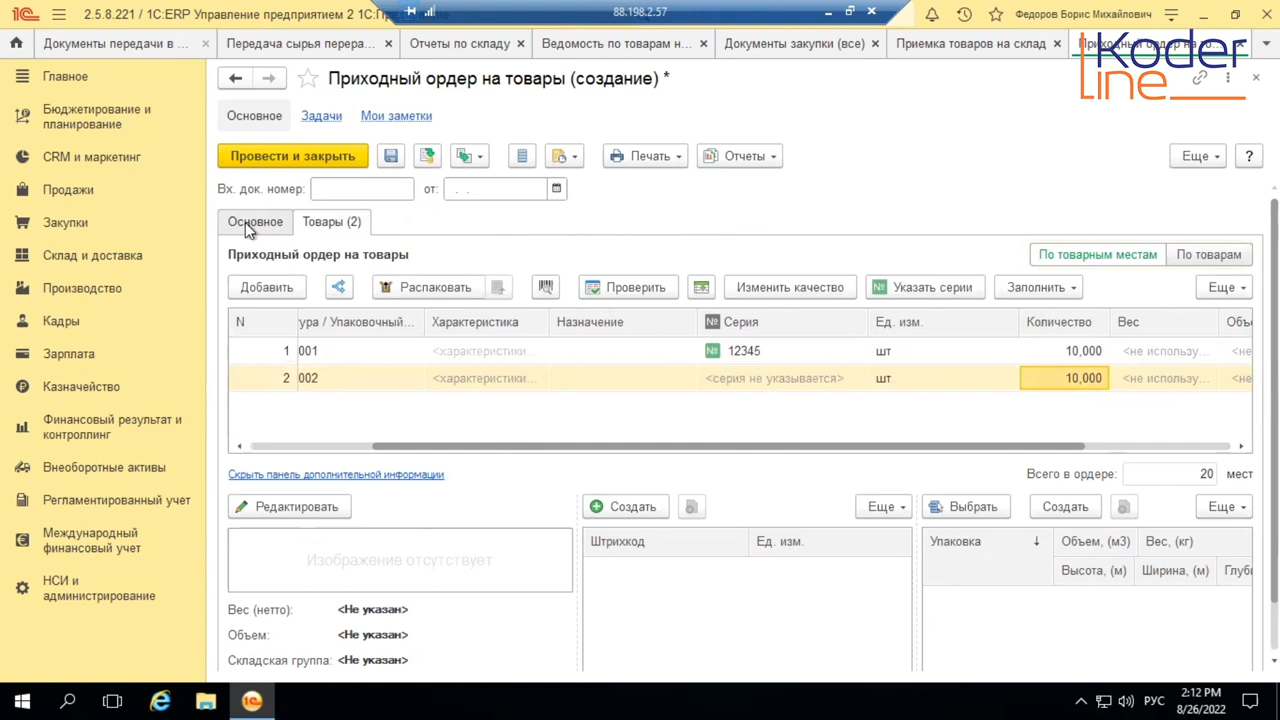 2.5.8.221 / 1С:ERP Управление предприятием 2 1С:Пр
88.198.2.57
Федоров Борис Михайлович
Документы передачи в ... ×
Передача сырья перера... ×
Отчеты по складу ×
Ведомость по товарам н... ×
Документы закупки (все) ×
Приемка товаров на склад ×
Приходный ордер на то...
Koder
line
Главное
Бюджетирование и
планирование
CRM и маркетинг
Продажи
Закупки
Склад и доставка
Производство
Кадры
Зарплата
Казначейство
Финансовый результат и
контроллинг
Внеоборотные активы
Регламентированный учет
Международный
финансовый учет
НСИ и
администрирование
Приходный ордер на товары (создание) *
Основное Задачи Мои заметки
Провести и закрыть Печать Отчеты Еще ?
Вх. док. номер: от: . .
Основное Товары (2)
Приходный ордер на товары По товарным местам По товарам
Добавить Распаковать Проверить Изменить качество № Указать серии Заполнить Еще
N ура / Упаковочный... Характеристика Назначение № Серия Ед. изм. Количество Вес Объе
1 001 <характеристики... № 12345 шт 10,000 <не использу... <не
2 002 <характеристики... <серия не указывается> шт 10,000 <не использу... <не
Скрыть панель дополнительной информации Всего в ордере: 20 мест
Редактировать Создать Еще Выбрать Создать Еще
Изображение отсутствует
Штрихкод Ед. изм.
Упаковка ↓ Объем, (м3) Вес, (кг)
Высота, (м) Ширина, (м) Глуби
Вес (нетто): <Не указан>
Объем: <Не указан>
Складская группа: <Не указан>
РУС
2:12 PM
8/26/2022